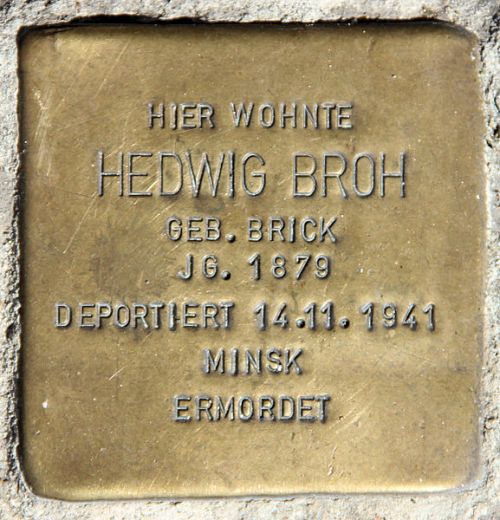 HIER WOHNTE
HEDWIG BROH
GEB. BRICK
JG. 1879
DEPORTIERT 14.11.1941
MINSK
ERMORDET